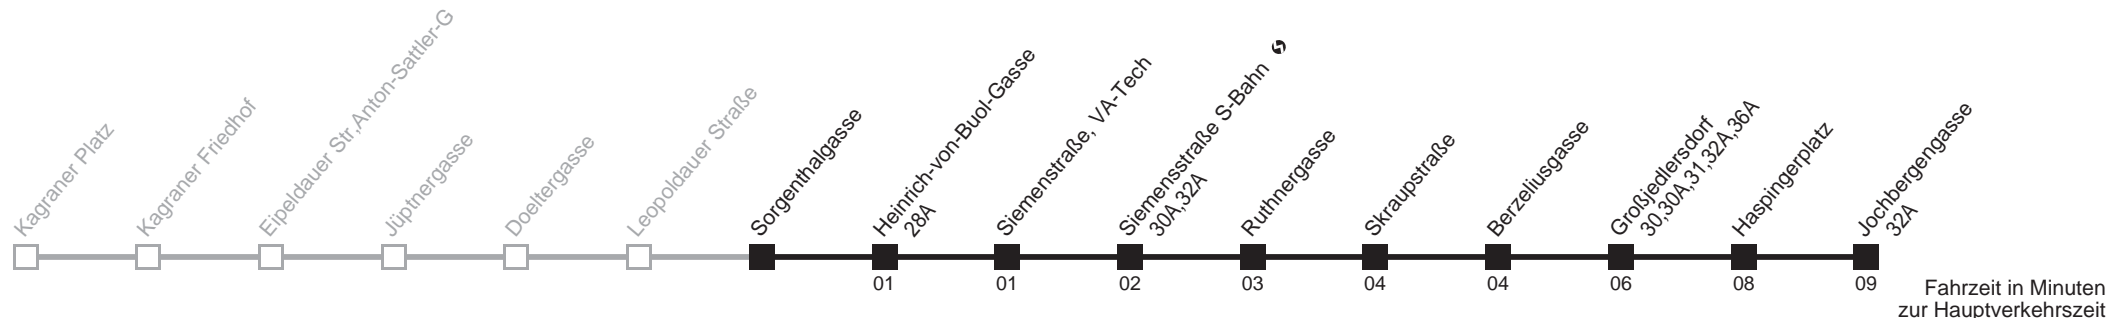 Kagraner Platz
Kagraner Friedhof
Eipeldauer Str,Anton-Sattler-G
Jüptnergasse
Doeltergasse
Leopoldauer Straße
Sorgenthalgasse
Heinrich-von-Buol-Gasse
28A
Siemenstraße, VA-Tech
Siemensstraße S-Bahn
30A,32A
Ruthnergasse
Skraupstraße
Berzeliusgasse
Großjedlersdorf
30,30A,31,32A,36A
Haspingerplatz
Jochbergengasse
32A
01
01
02
03
04
04
06
08
09
Fahrzeit in Minuten
zur Hauptverkehrszeit